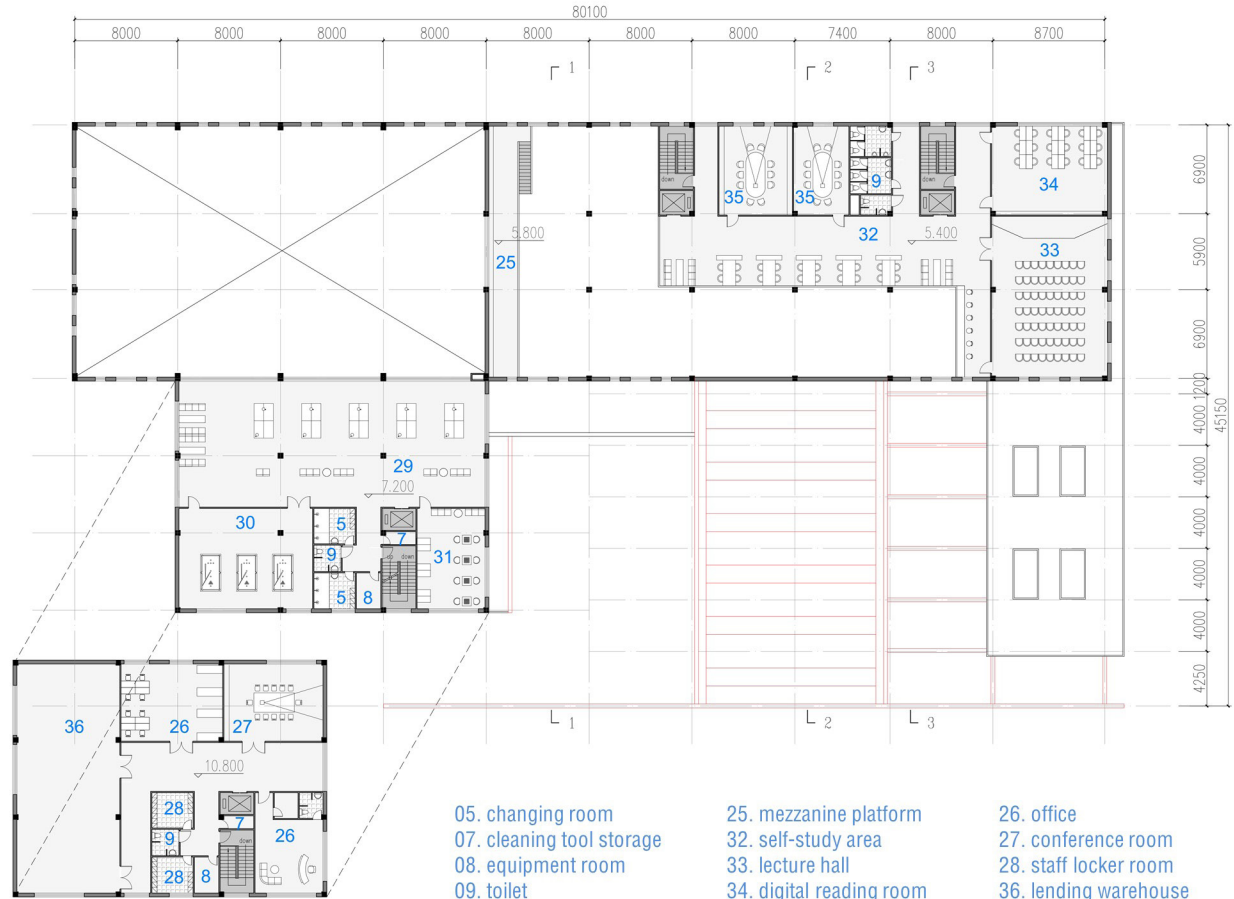 80100
8000 8000 8000 8000 8000 8000 8000 7400 8000 8700
1 2 3
6900
5900
6900
1200
4000
4000
4000
4000
4000
4250
45150
down down
35 35 9 34
5.800 32 5.400
25 33
29
7.200
30 5 7
9 up down 31
5 8
1 2 3
36 26 27
10.800
28 7
9 down 26
28 8
05. changing room 25. mezzanine platform 26. office
07. cleaning tool storage 32. self-study area 27. conference room
08. equipment room 33. lecture hall 28. staff locker room
09. toilet 34. digital reading room 36. lending warehouse